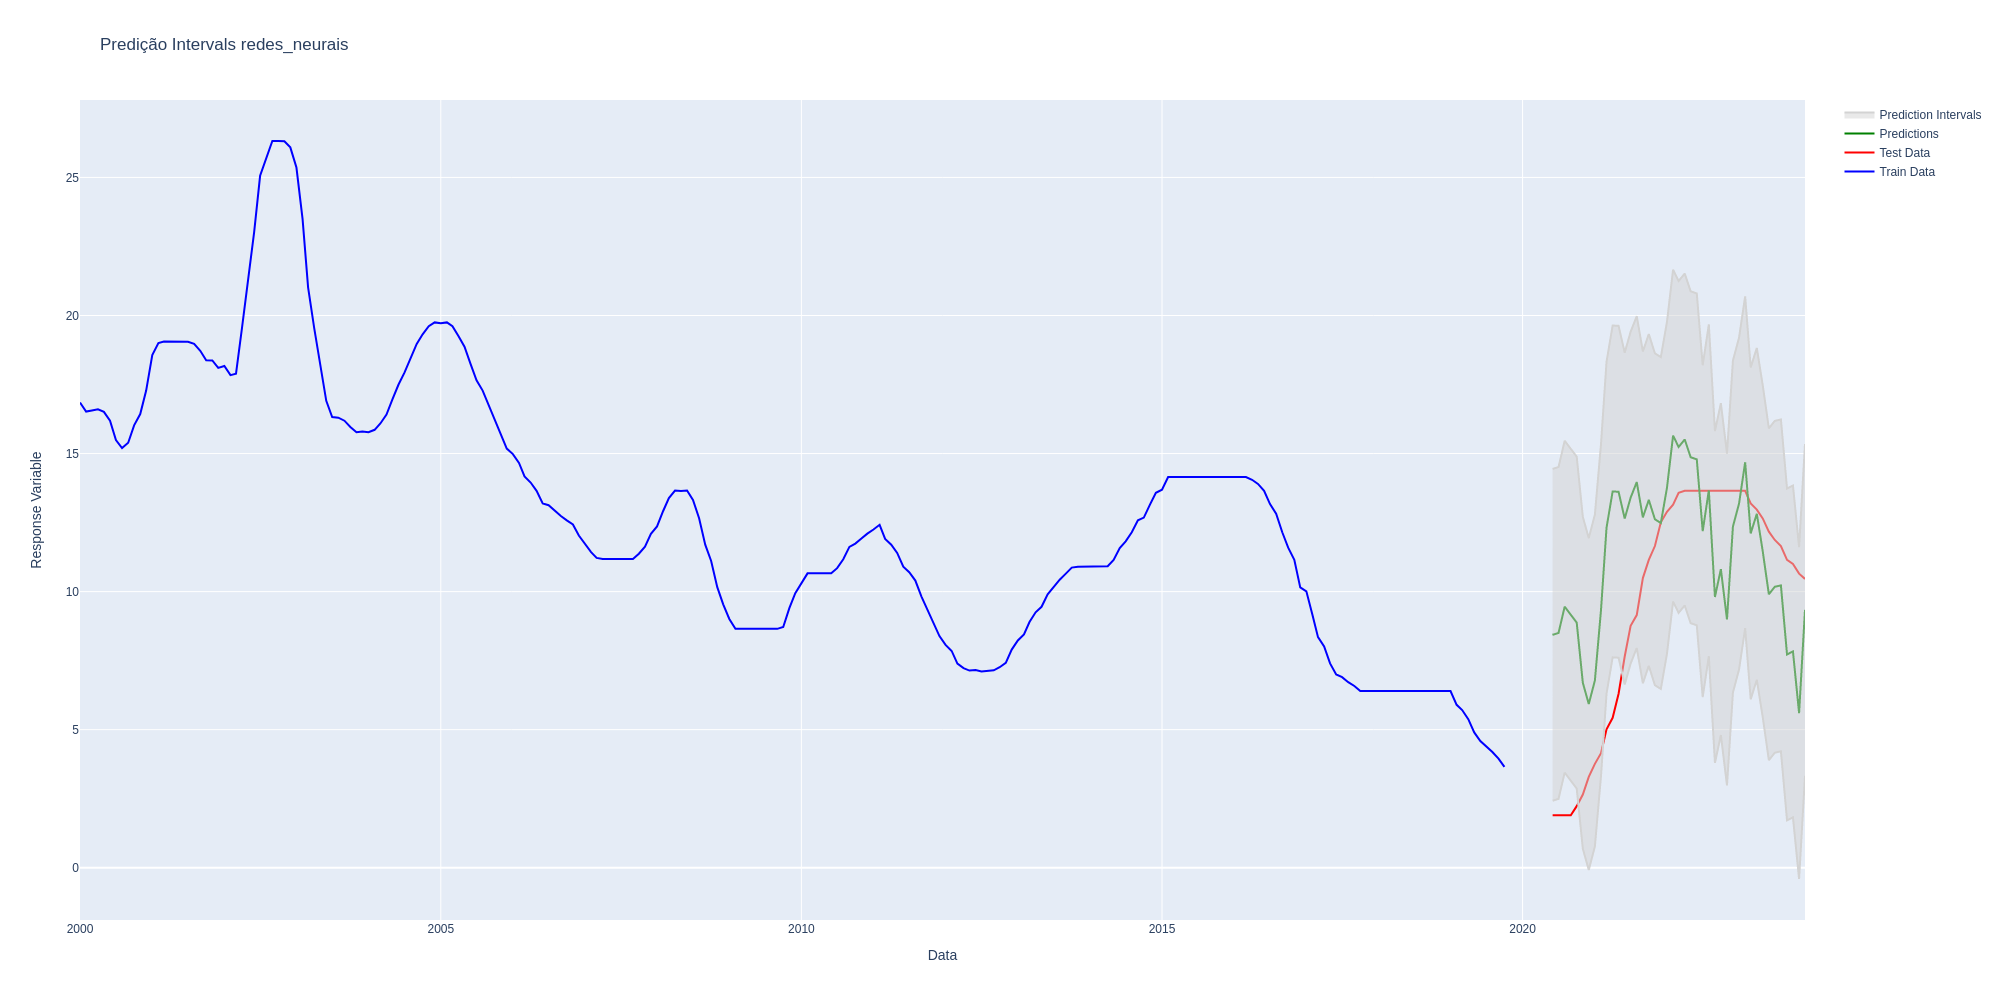 Predição Intervals redes_neurais
Prediction Intervals
Predictions
Test Data
Train Data
Response Variable
25
20
15
10
5
0
2000
2005
2010
2015
2020
Data